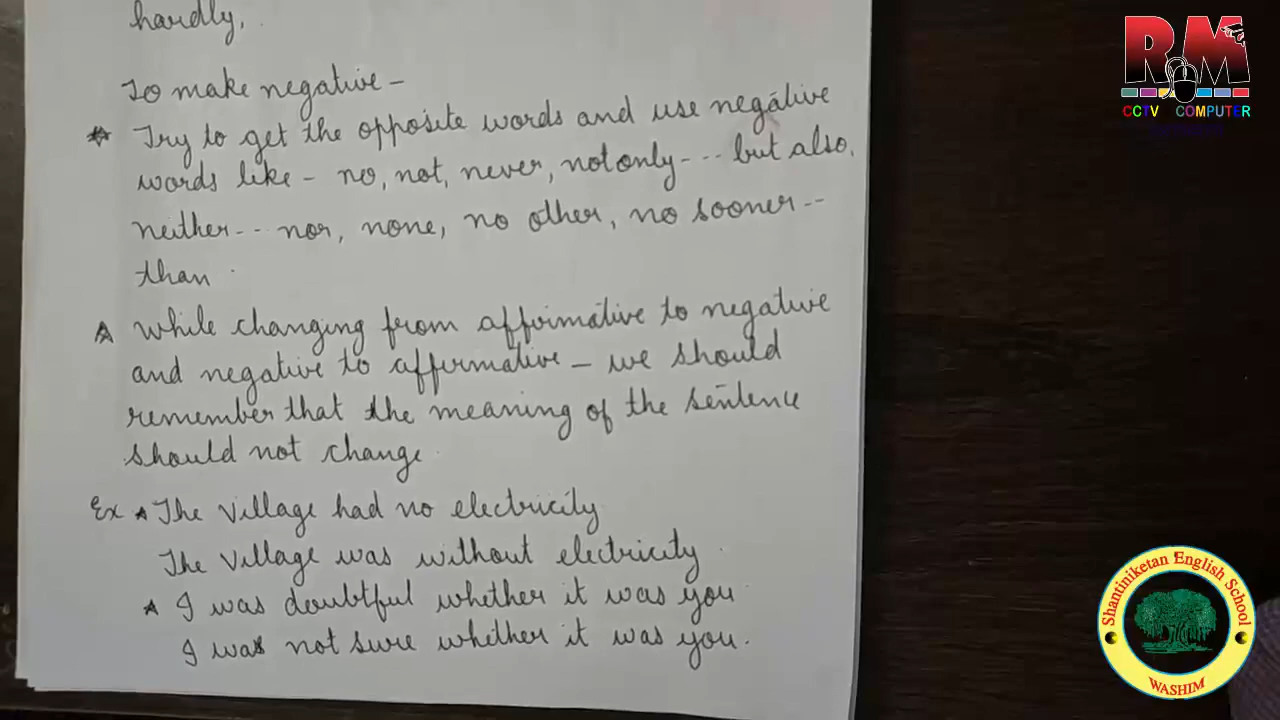 hardly,
To make negative -
Try to get the opposite words and use negative
words like - no, not, never, not only --- but also,
neither --- nor, none, no other, no sooner --
than.
While changing from affirmative to negative
and negative to affirmative - we should
remember that the meaning of the sentence
should not change.
Ex The village had no electricity
The village was without electricity.
I was doubtful whether it was you.
I was not sure whether it was you.
RM
CCTV COMPUTER
Shantiniketan English School
WASHIM